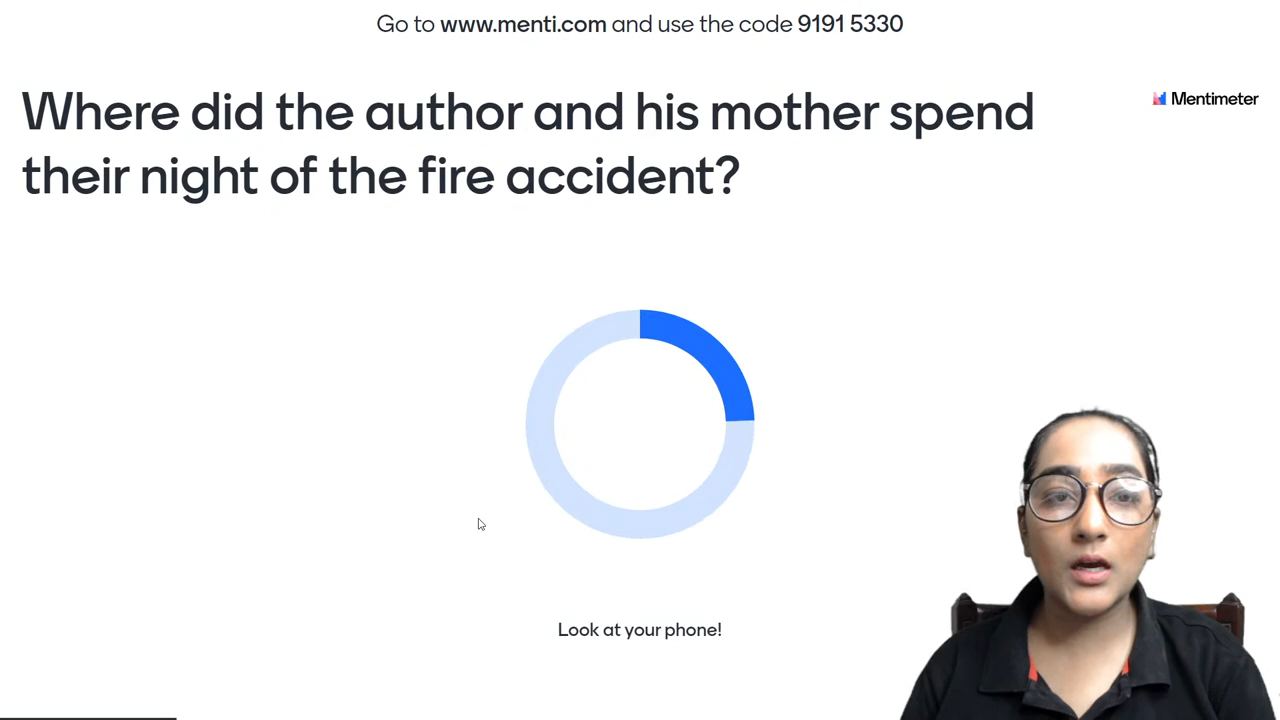 Go to www.menti.com and use the code 9191 5330
Mentimeter
Where did the author and his mother spend
their night of the fire accident?
Look at your phone!